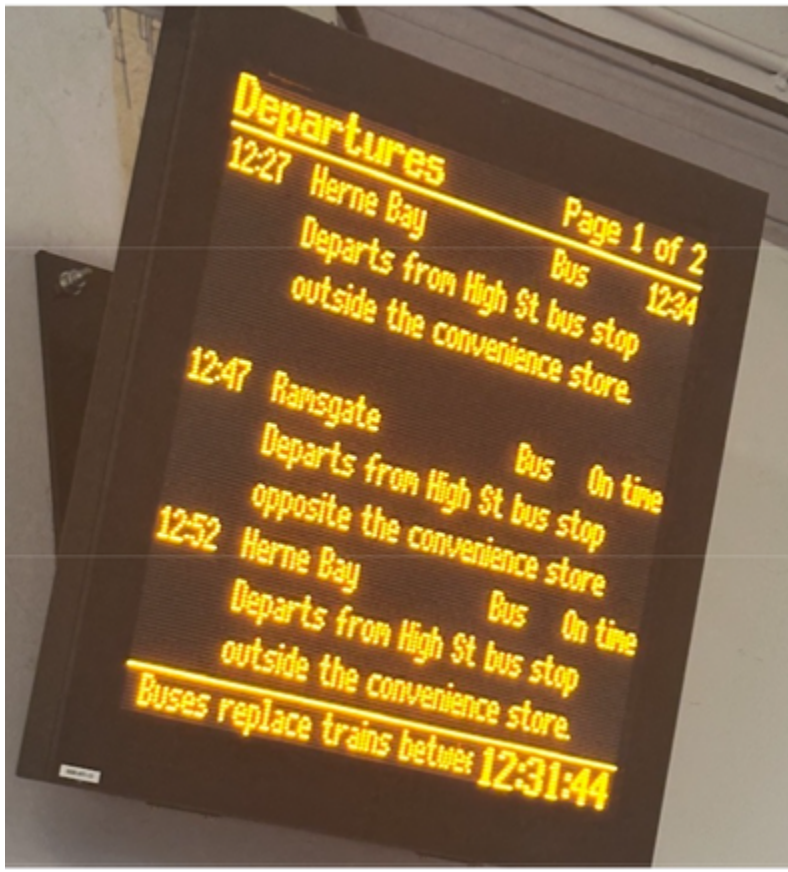 Departures
Page 1 of 2
12:27 Herne Bay Bus 12:34
Departs from High St bus stop
outside the convenience store.
12:47 Ramsgate Bus On time
Departs from High St bus stop
opposite the convenience store
12:52 Herne Bay Bus On time
Departs from High St bus stop
outside the convenience store.
Buses replace trains betwee 12:31:44